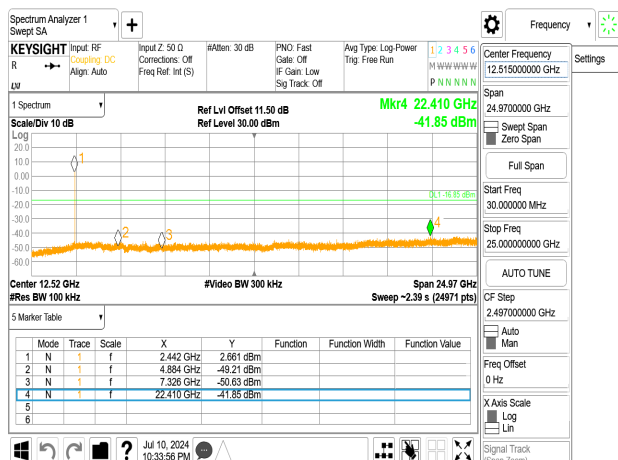 Spectrum Analyzer 1
Swept SA
Frequency
KEYSIGHT
R
Input: RF
Coupling: DC
Align: Auto
Input Z: 50 Ω
Corrections: Off
Freq Ref: Int (S)
#Atten: 30 dB
PNO: Fast
Gate: Off
IF Gain: Low
Sig Track: Off
Avg Type: Log-Power
Trig: Free Run
1 2 3 4 5 6
M W W W W W
P N N N N N
1 Spectrum
Scale/Div 10 dB
Ref Lvl Offset 11.50 dB
Ref Level 30.00 dBm
Mkr4 22.410 GHz
-41.85 dBm
Log
20.0
10.0
0.00
-10.0
-20.0
-30.0
-40.0
-50.0
-60.0
1
2
3
4
DL1 -16.85 dBm
Center 12.52 GHz
#Res BW 100 kHz
#Video BW 300 kHz
Span 24.97 GHz
Sweep ~2.39 s (24971 pts)
5 Marker Table
Mode Trace Scale X Y Function Function Width Function Value
1 N 1 f 2.442 GHz 2.661 dBm
2 N 1 f 4.884 GHz -49.21 dBm
3 N 1 f 7.326 GHz -50.63 dBm
4 N 1 f 22.410 GHz -41.85 dBm
5
6
Jul 10, 2024
10:33:56 PM
?
Center Frequency
12.515000000 GHz
Settings
Span
24.9700000 GHz
Swept Span
Zero Span
Full Span
Start Freq
30.000000 MHz
Stop Freq
25.000000000 GHz
AUTO TUNE
CF Step
2.497000000 GHz
Auto
Man
Freq Offset
0 Hz
X Axis Scale
Log
Lin
Signal Track
(Span Zoom)